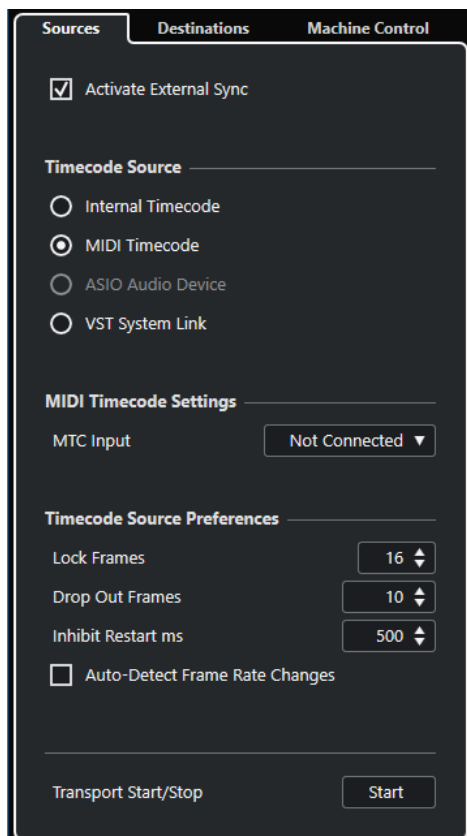 Sources Destinations Machine Control
Activate External Sync
Timecode Source
Internal Timecode
MIDI Timecode
ASIO Audio Device
VST System Link
MIDI Timecode Settings
MTC Input Not Connected
Timecode Source Preferences
Lock Frames 16
Drop Out Frames 10
Inhibit Restart ms 500
Auto-Detect Frame Rate Changes
Transport Start/Stop Start